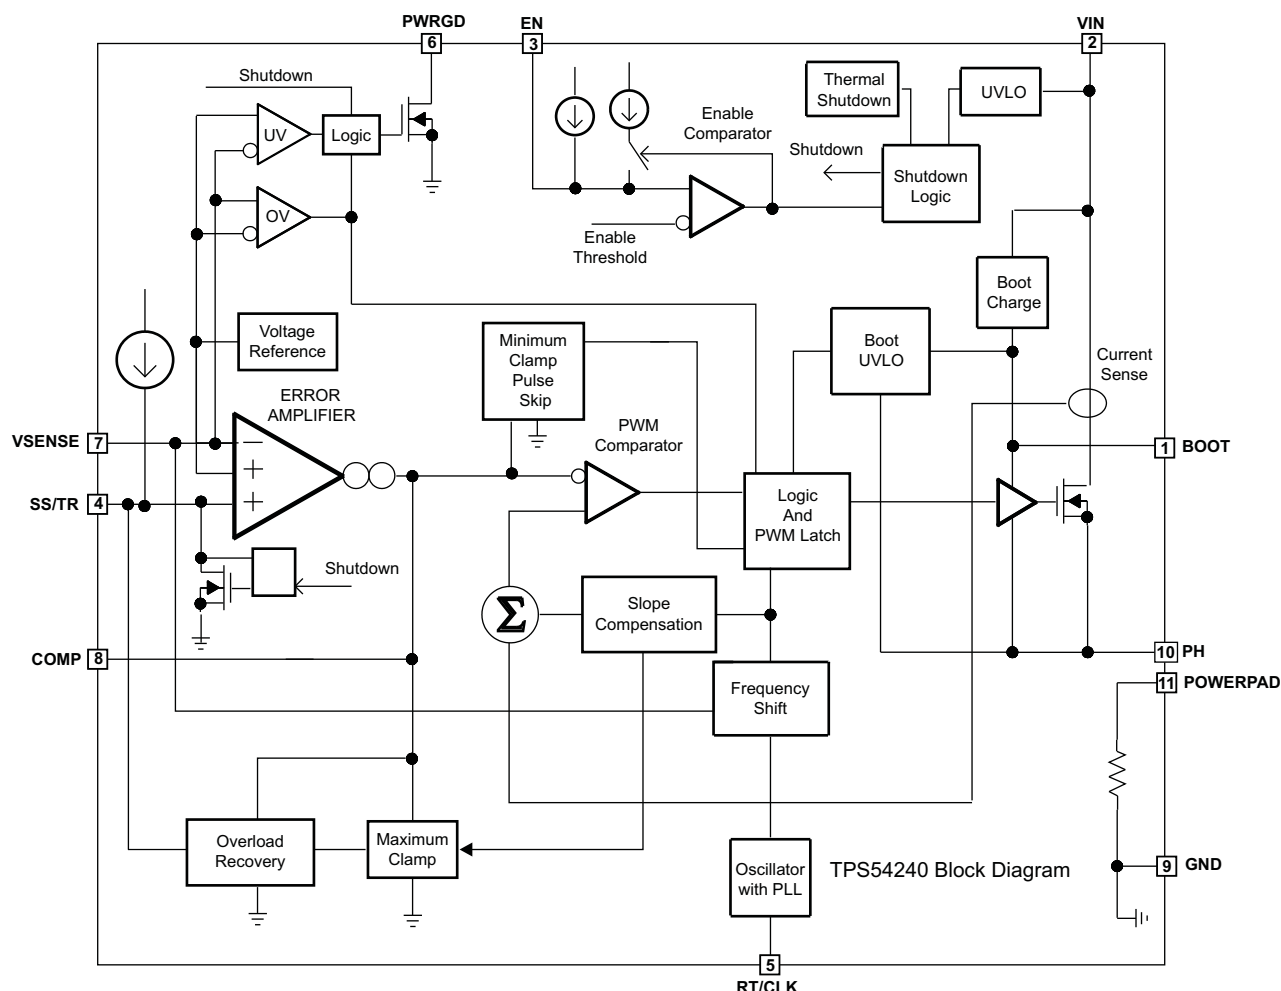 PWRGD
EN
VIN
6
3
2
Shutdown
UV
Logic
OV
Enable
Comparator
Thermal
Shutdown
UVLO
Shutdown
Shutdown
Logic
Enable
Threshold
Boot
Charge
Voltage
Reference
Minimum
Clamp
Pulse
Skip
Boot
UVLO
Current
Sense
ERROR
AMPLIFIER
PWM
Comparator
VSENSE
7
−
+
+
1
BOOT
SS/TR
4
Logic
And
PWM Latch
Shutdown
Σ
Slope
Compensation
COMP
8
10
PH
11
POWERPAD
Frequency
Shift
Overload
Recovery
Maximum
Clamp
Oscillator
with PLL
TPS54240 Block Diagram
9
GND
5
RT/CLK